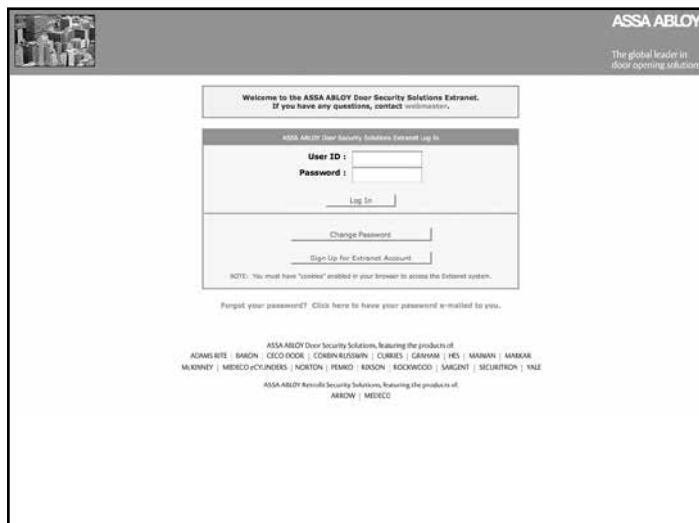 ASSA ABLOY
The global leader in
door opening solution
Welcome to the ASSA ABLOY Door Security Solutions Extranet.
If you have any questions, contact webmaster.
ASSA ABLOY Door Security Solutions Extranet Log In
User ID :
Password :
Log In
Change Password
Sign Up for Extranet Account
NOTE: You must have "cookies" enabled in your browser to access the Extranet system.
Forgot your password? Click here to have your password e-mailed to you.
ASSA ABLOY Door Security Solutions, featuring the products of:
ADAMS RITE | BARON | CECO DOOR | CORBIN RUSSWIN | CURRIES | GRAHAM | HES | MAIMAN | MARKAR
McKINNEY | MEDECO eCYLINDERS | NORTON | PEMKO | RIXSON | ROCKWOOD | SARGENT | SECURITRON | YALE
ASSA ABLOY Retrofit Security Solutions, featuring the products of:
ARROW | MEDECO